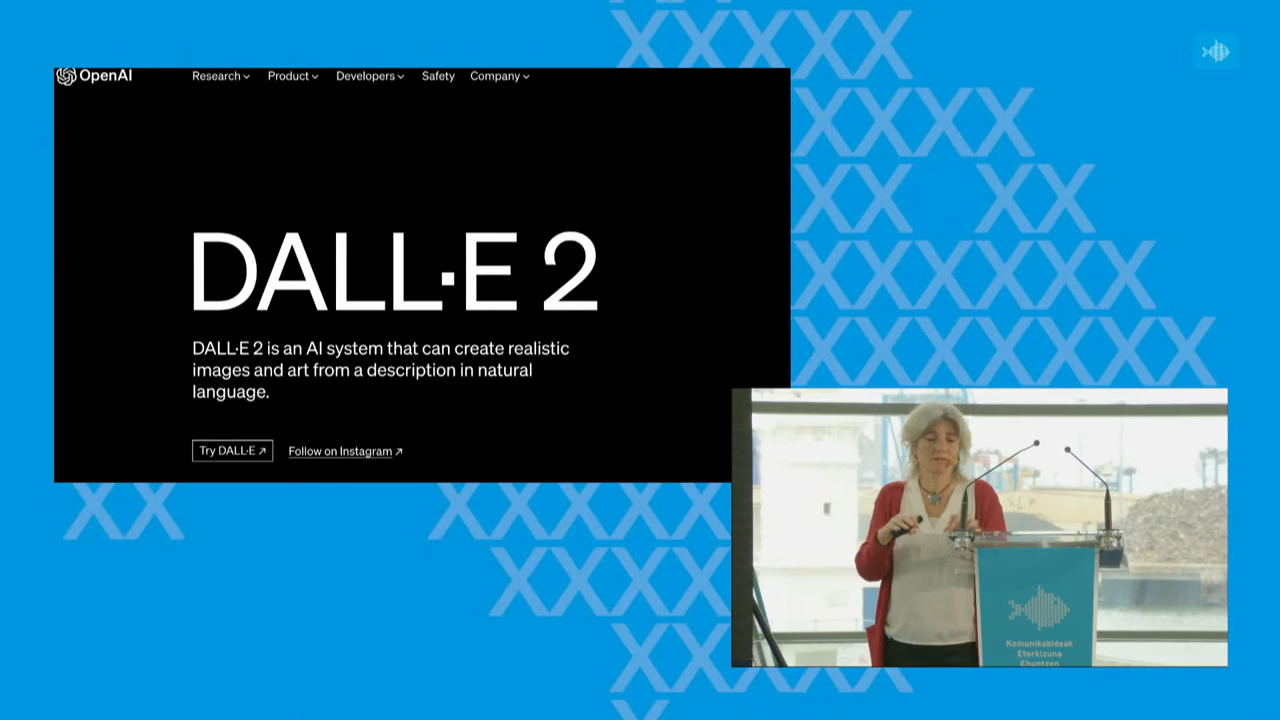 OpenAI
Research Product Developers Safety Company
DALL·E 2
DALL·E 2 is an AI system that can create realistic
images and art from a description in natural
language.
Try DALL·E ↗ Follow on Instagram ↗
Komunikabideak
Etorkizuna
Ehuntzen